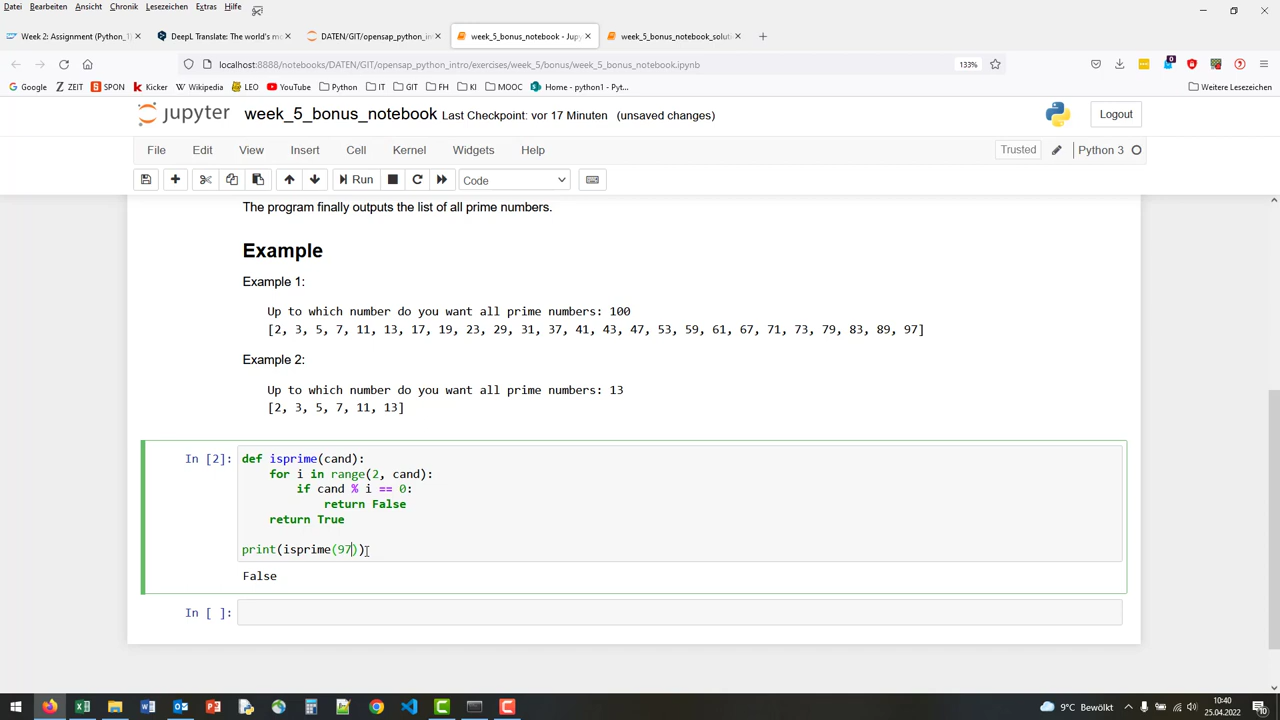 Datei Bearbeiten Ansicht Chronik Lesezeichen Extras Hilfe
Week 2: Assignment (Python_1 DeepL Translate: The world's mo DATEN/GIT/opensap_python_in week_5_bonus_notebook - Jupy week_5_bonus_notebook_soluti
localhost:8888/notebooks/DATEN/GIT/opensap_python_intro/exercises/week_5/bonus/week_5_bonus_notebook.ipynb 133%
Google ZEIT SPON Kicker Wikipedia LEO YouTube Python IT GIT FH KI MOOC Home - python1 - Pyt... Weitere Lesezeichen
jupyter week_5_bonus_notebook Last Checkpoint: vor 17 Minuten (unsaved changes) Logout
File Edit View Insert Cell Kernel Widgets Help Trusted Python 3
Run Code
The program finally outputs the list of all prime numbers.
Example
Example 1:
Up to which number do you want all prime numbers: 100
[2, 3, 5, 7, 11, 13, 17, 19, 23, 29, 31, 37, 41, 43, 47, 53, 59, 61, 67, 71, 73, 79, 83, 89, 97]
Example 2:
Up to which number do you want all prime numbers: 13
[2, 3, 5, 7, 11, 13]
In [2]: def isprime(cand):
for i in range(2, cand):
if cand % i == 0:
return False
return True
print(isprime(97))
False
In [ ]:
9°C Bewölkt 10:40
25.04.2022 10